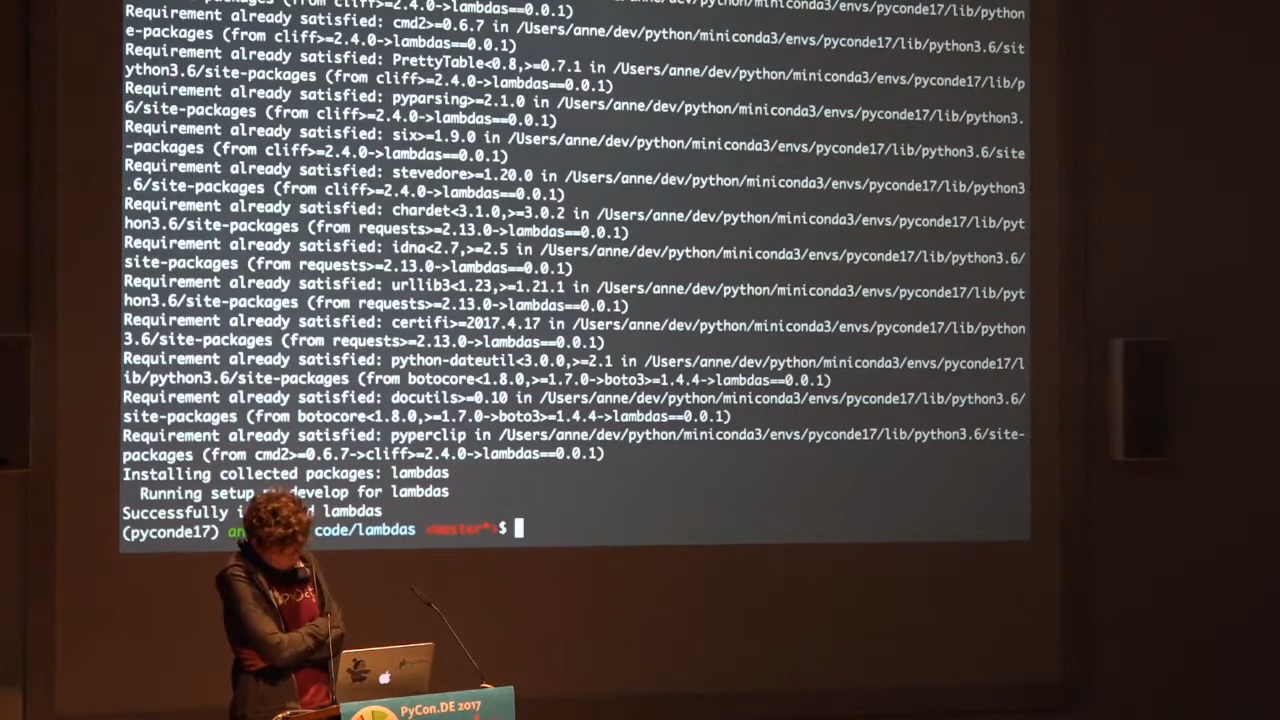 (from cliff>=2.4.0->lambdas==0.0.1)
Requirement already satisfied: cmd2>=0.6.7 in /Users/anne/dev/python/miniconda3/envs/pyconde17/lib/python3.6/sit
e-packages (from cliff>=2.4.0->lambdas==0.0.1)
Requirement already satisfied: PrettyTable<0.8,>=0.7.1 in /Users/anne/dev/python/miniconda3/envs/pyconde17/lib/p
ython3.6/site-packages (from cliff>=2.4.0->lambdas==0.0.1)
Requirement already satisfied: pyparsing>=2.1.0 in /Users/anne/dev/python/miniconda3/envs/pyconde17/lib/python3.
6/site-packages (from cliff>=2.4.0->lambdas==0.0.1)
Requirement already satisfied: six>=1.9.0 in /Users/anne/dev/python/miniconda3/envs/pyconde17/lib/python3.6/site
-packages (from cliff>=2.4.0->lambdas==0.0.1)
Requirement already satisfied: stevedore>=1.20.0 in /Users/anne/dev/python/miniconda3/envs/pyconde17/lib/python3
.6/site-packages (from cliff>=2.4.0->lambdas==0.0.1)
Requirement already satisfied: chardet<3.1.0,>=3.0.2 in /Users/anne/dev/python/miniconda3/envs/pyconde17/lib/pyt
hon3.6/site-packages (from requests>=2.13.0->lambdas==0.0.1)
Requirement already satisfied: idna<2.7,>=2.5 in /Users/anne/dev/python/miniconda3/envs/pyconde17/lib/python3.6/
site-packages (from requests>=2.13.0->lambdas==0.0.1)
Requirement already satisfied: urllib3<1.23,>=1.21.1 in /Users/anne/dev/python/miniconda3/envs/pyconde17/lib/pyt
hon3.6/site-packages (from requests>=2.13.0->lambdas==0.0.1)
Requirement already satisfied: certifi>=2017.4.17 in /Users/anne/dev/python/miniconda3/envs/pyconde17/lib/python
3.6/site-packages (from requests>=2.13.0->lambdas==0.0.1)
Requirement already satisfied: python-dateutil<3.0.0,>=2.1 in /Users/anne/dev/python/miniconda3/envs/pyconde17/l
ib/python3.6/site-packages (from botocore<1.8.0,>=1.7.0->boto3>=1.4.4->lambdas==0.0.1)
Requirement already satisfied: docutils>=0.10 in /Users/anne/dev/python/miniconda3/envs/pyconde17/lib/python3.6/
site-packages (from botocore<1.8.0,>=1.7.0->boto3>=1.4.4->lambdas==0.0.1)
Requirement already satisfied: pyperclip in /Users/anne/dev/python/miniconda3/envs/pyconde17/lib/python3.6/site-
packages (from cmd2>=0.6.7->cliff>=2.4.0->lambdas==0.0.1)
Installing collected packages: lambdas
Running setup develop for lambdas
Successfully lambdas
(pyconde17) code/lambdas <master*>$
PyCon.DE 2017